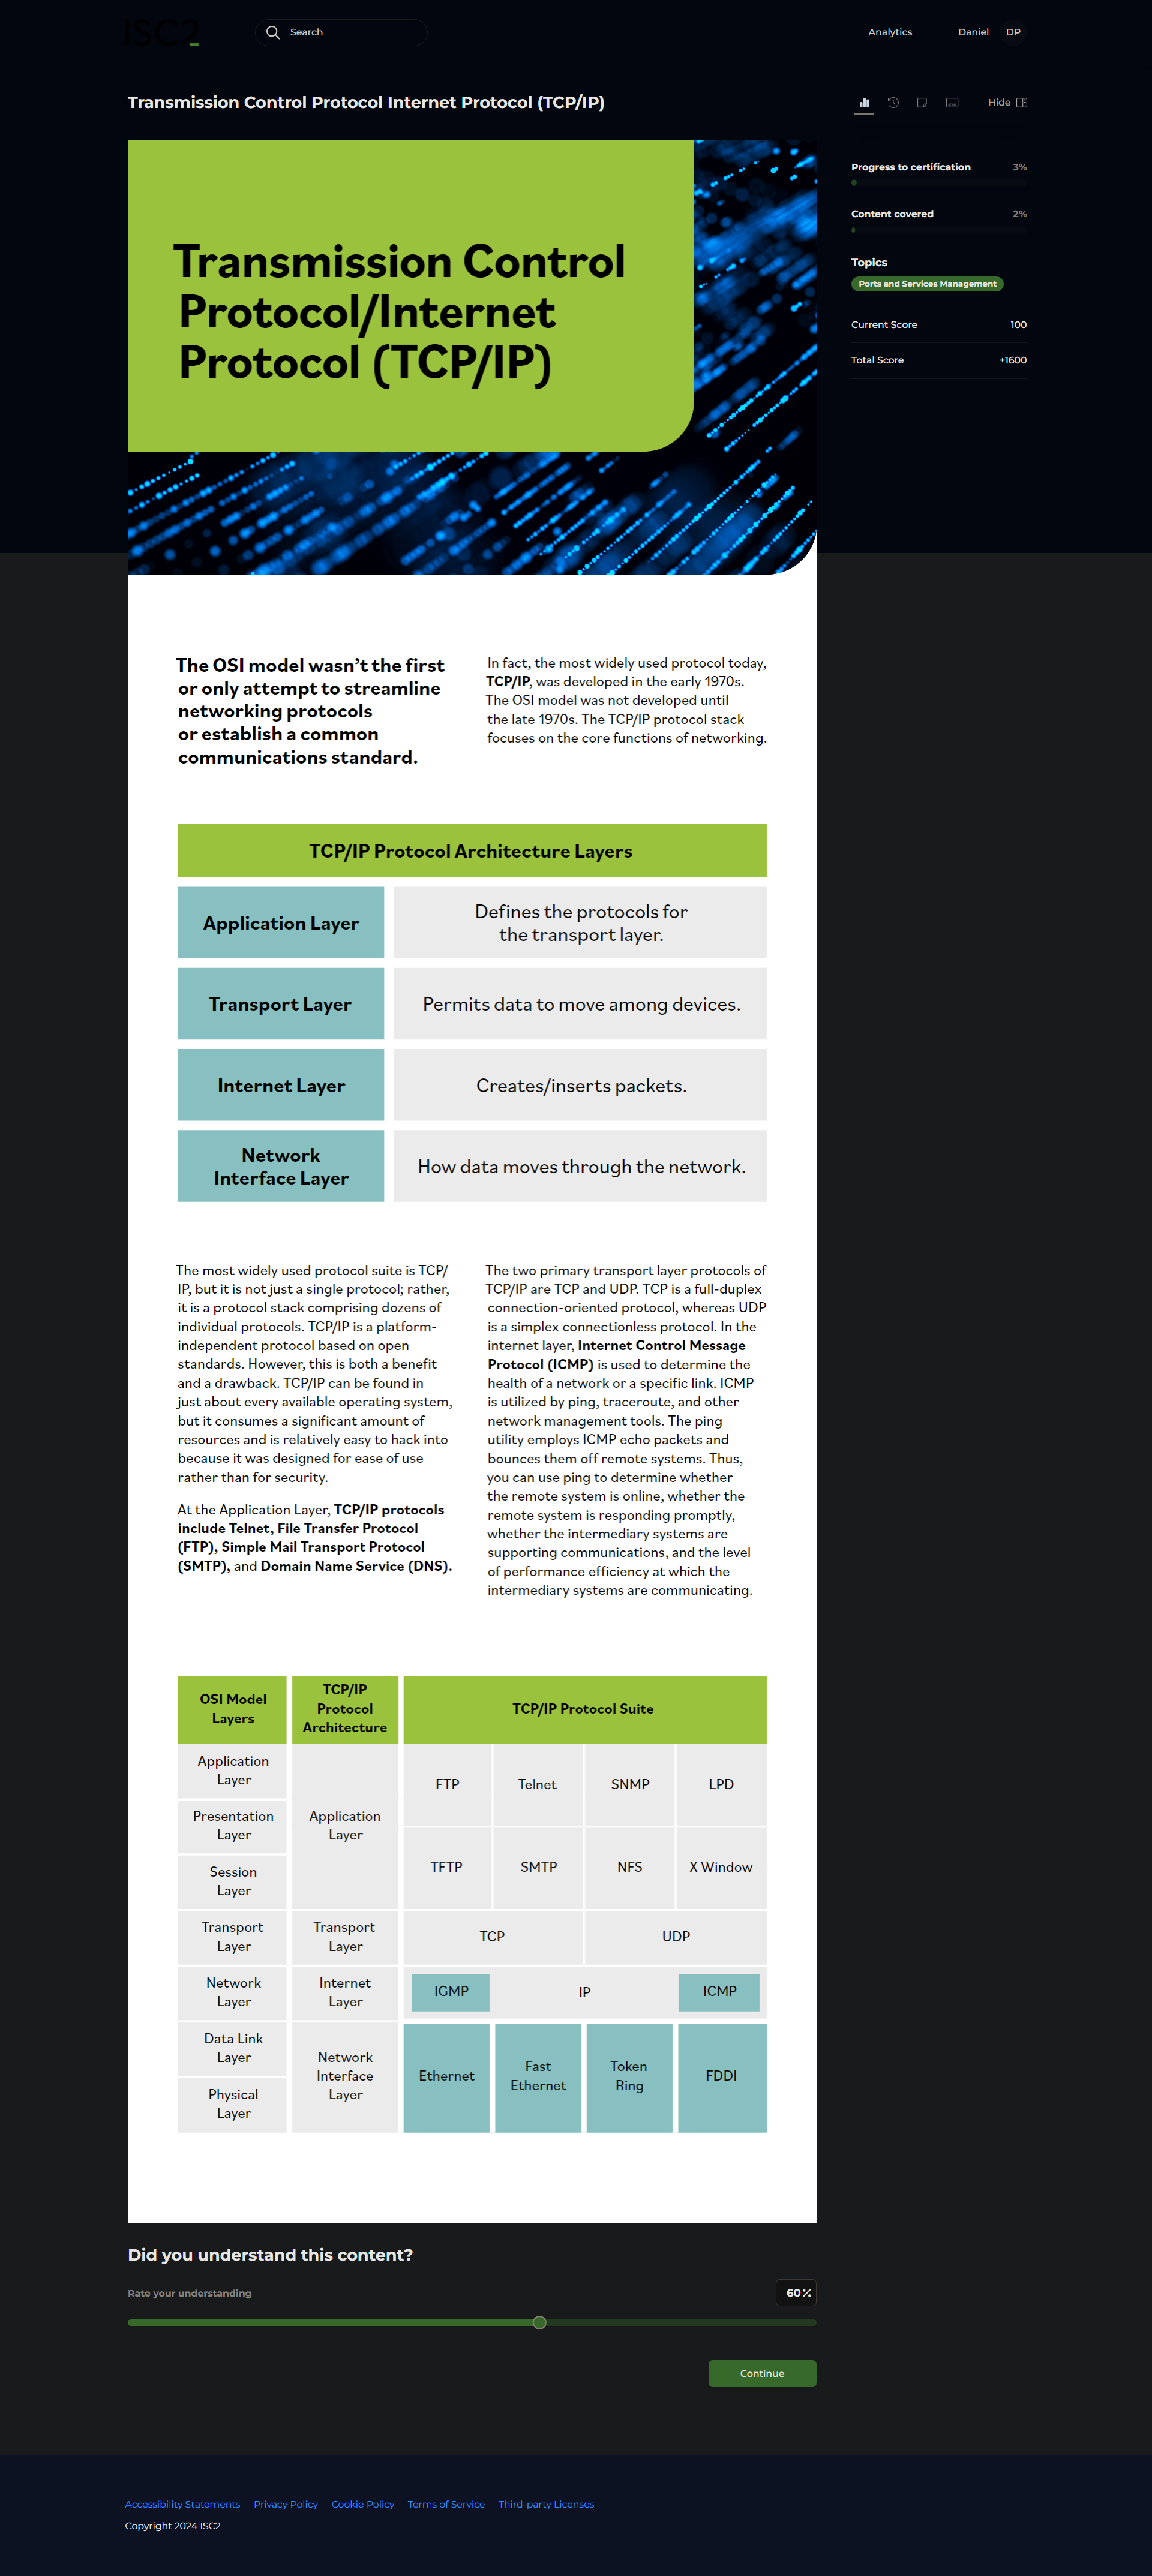 ISC2
Search
Analytics
Daniel
DP
Transmission Control Protocol Internet Protocol (TCP/IP)
Hide
Transmission Control
Protocol/Internet
Protocol (TCP/IP)
Progress to certification 3%
Content covered 2%
Topics
Ports and Services Management
Current Score 100
Total Score +1600
The OSI model wasn’t the first
or only attempt to streamline
networking protocols
or establish a common
communications standard.
In fact, the most widely used protocol today,
TCP/IP, was developed in the early 1970s.
The OSI model was not developed until
the late 1970s. The TCP/IP protocol stack
focuses on the core functions of networking.
TCP/IP Protocol Architecture Layers
Application Layer
Defines the protocols for
the transport layer.
Transport Layer
Permits data to move among devices.
Internet Layer
Creates/inserts packets.
Network
Interface Layer
How data moves through the network.
The most widely used protocol suite is TCP/
IP, but it is not just a single protocol; rather,
it is a protocol stack comprising dozens of
individual protocols. TCP/IP is a platform-
independent protocol based on open
standards. However, this is both a benefit
and a drawback. TCP/IP can be found in
just about every available operating system,
but it consumes a significant amount of
resources and is relatively easy to hack into
because it was designed for ease of use
rather than for security.
At the Application Layer, TCP/IP protocols
include Telnet, File Transfer Protocol
(FTP), Simple Mail Transport Protocol
(SMTP), and Domain Name Service (DNS).
The two primary transport layer protocols of
TCP/IP are TCP and UDP. TCP is a full-duplex
connection-oriented protocol, whereas UDP
is a simplex connectionless protocol. In the
internet layer, Internet Control Message
Protocol (ICMP) is used to determine the
health of a network or a specific link. ICMP
is utilized by ping, traceroute, and other
network management tools. The ping
utility employs ICMP echo packets and
bounces them off remote systems. Thus,
you can use ping to determine whether
the remote system is online, whether the
remote system is responding promptly,
whether the intermediary systems are
supporting communications, and the level
of performance efficiency at which the
intermediary systems are communicating.
OSI Model
Layers
TCP/IP
Protocol
Architecture
TCP/IP Protocol Suite
Application
Layer
Presentation
Layer
Session
Layer
Application
Layer
FTP
Telnet
SNMP
LPD
TFTP
SMTP
NFS
X Window
Transport
Layer
Transport
Layer
TCP
UDP
Network
Layer
Internet
Layer
IGMP
IP
ICMP
Data Link
Layer
Physical
Layer
Network
Interface
Layer
Ethernet
Fast
Ethernet
Token
Ring
FDDI
Did you understand this content?
Rate your understanding
60%
Continue
Accessibility Statements Privacy Policy Cookie Policy Terms of Service Third-party Licenses
Copyright 2024 ISC2